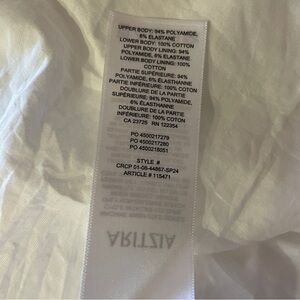 UPPER BODY: 94% POLYAMIDE,
6% ELASTANE
LOWER BODY: 100% COTTON
UPPER BODY LINING: 94%
POLYAMIDE, 6% ELASTANE
LOWER BODY LINING: 100%
COTTON
PARTIE SUPÉRIEURE: 94%
POLYAMIDE, 6% ÉLASTHANNE
PARTIE INFÉRIEURE: 100% COTON
DOUBLURE DE LA PARTIE
SUPÉRIEURE: 94% POLYAMIDE,
6% ÉLASTHANNE
DOUBLURE DE LA PARTIE
INFÉRIEURE: 100% COTON
CA 23725 RN 122354
PO 4500217279
PO 4500217280
PO 4500218051
STYLE #
CRCP 01-08-44867-SP24
ARTICLE # 115471
ARITZIA